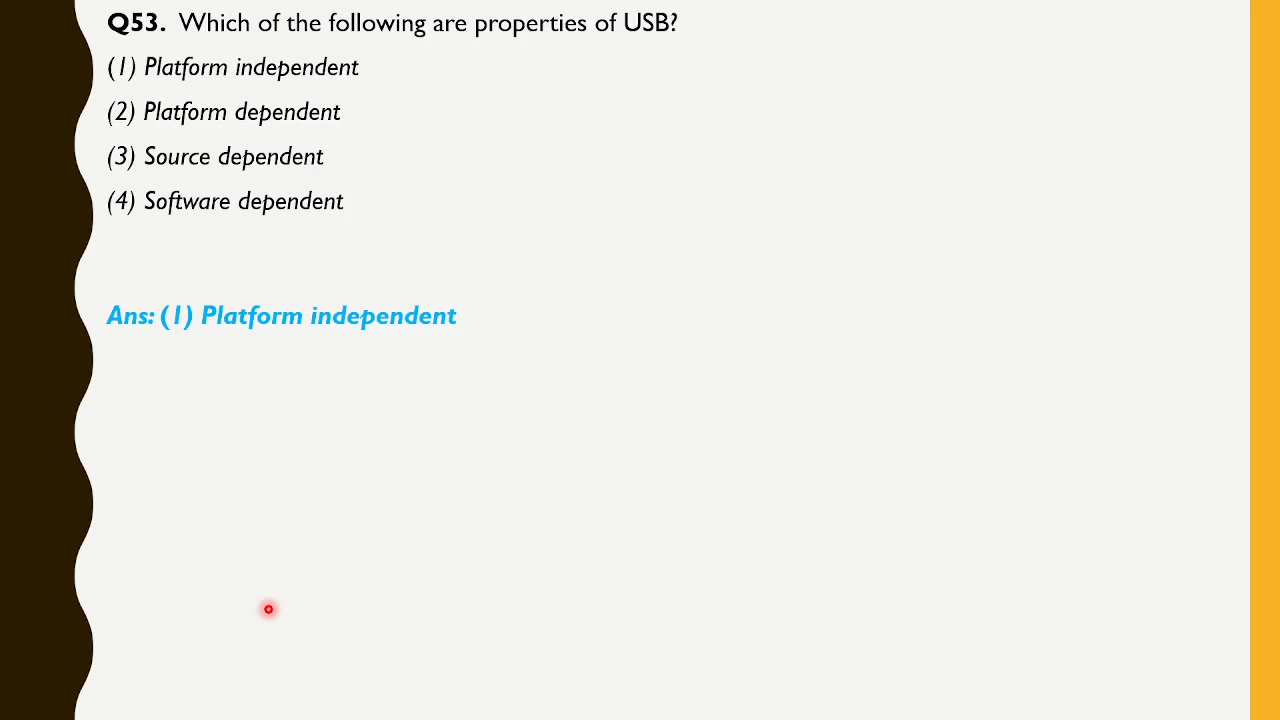 Q53. Which of the following are properties of USB?
(1) Platform independent
(2) Platform dependent
(3) Source dependent
(4) Software dependent
Ans: (1) Platform independent